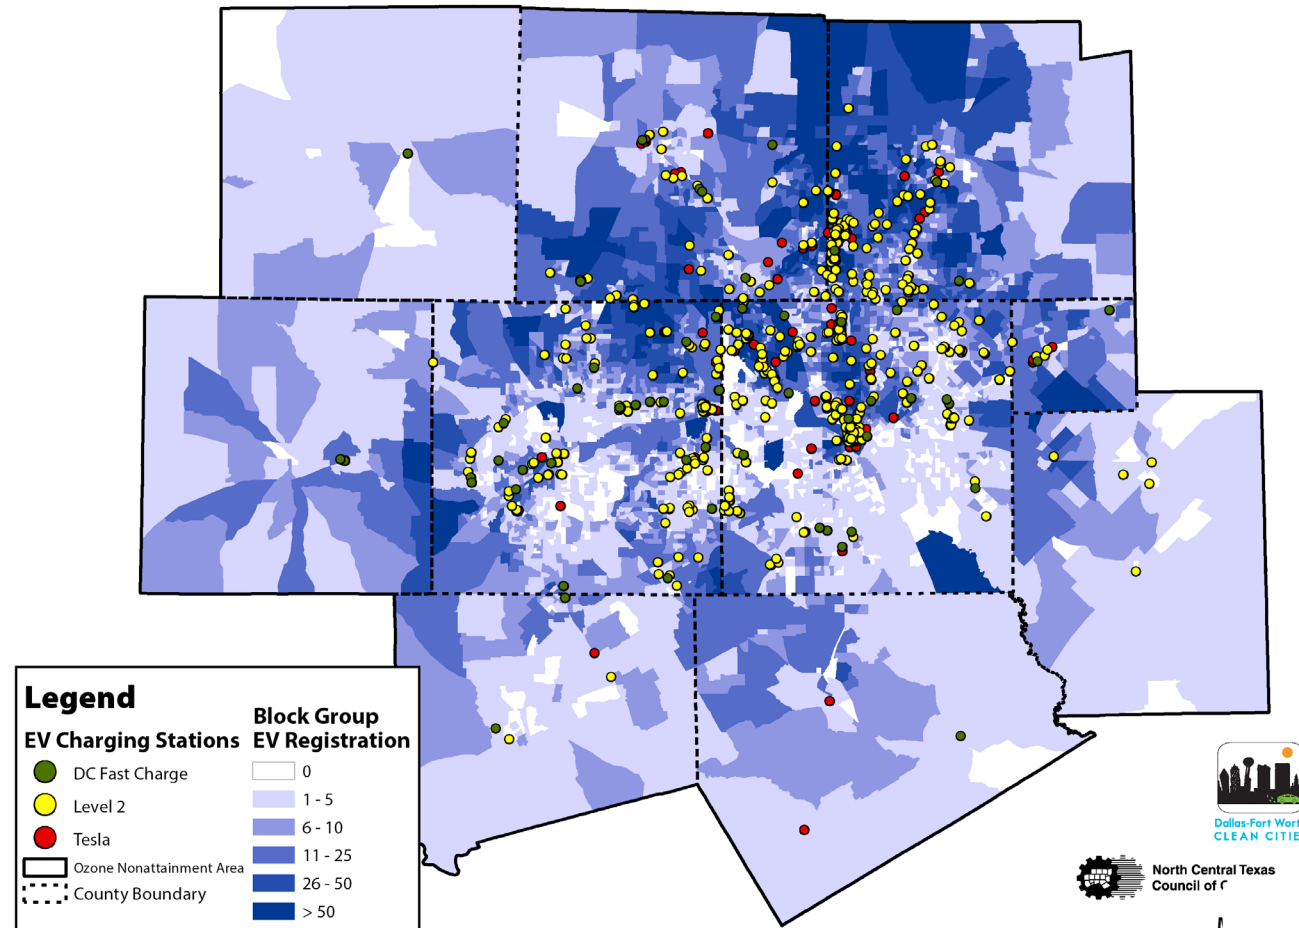 Legend
EV Charging Stations
DC Fast Charge
Level 2
Tesla
Ozone Nonattainment Area
County Boundary
Block Group
EV Registration
0
1 - 5
6 - 10
11 - 25
26 - 50
> 50
Dallas-Fort Wort
CLEAN CITIE
North Central Texas
Council of